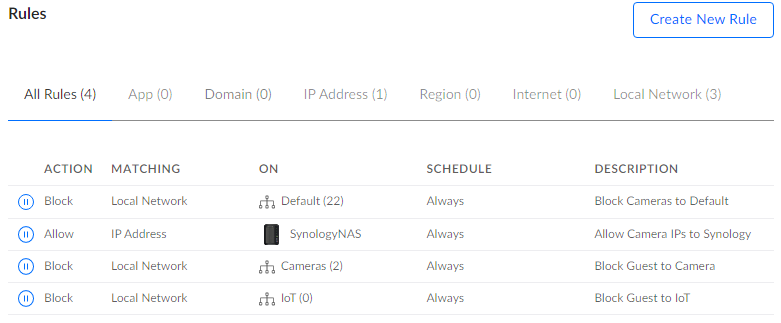 Rules
Create New Rule
All Rules (4) App (0) Domain (0) IP Address (1) Region (0) Internet (0) Local Network (3)
ACTION MATCHING ON SCHEDULE DESCRIPTION
Block Local Network Default (22) Always Block Cameras to Default
Allow IP Address SynologyNAS Always Allow Camera IPs to Synology
Block Local Network Cameras (2) Always Block Guest to Camera
Block Local Network IoT (0) Always Block Guest to IoT